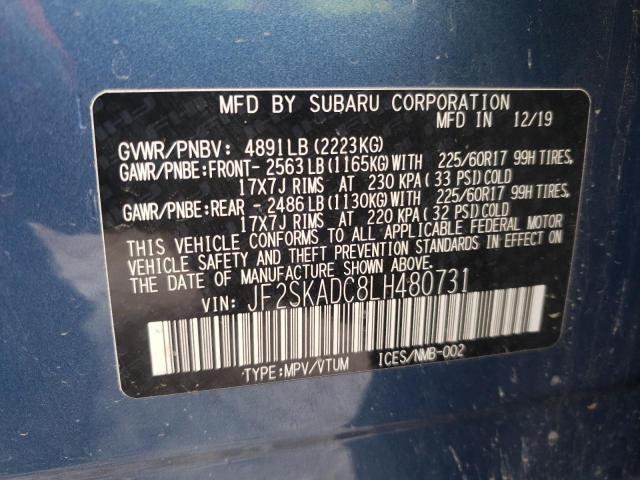 MFD BY SUBARU CORPORATION
MFD IN 12/19
GVWR/PNBV: 4891LB (2223KG)
GAWR/PNBE:FRONT- 2563LB (1165KG) WITH 225/60R17 99H TIRES,
17X7J RIMS AT 230 KPA ( 33 PSI) COLD
GAWR/PNBE:REAR - 2486LB (1130KG) WITH 225/60R17 99H TIRES,
17X7J RIMS AT 220 KPA ( 32 PSI) COLD
THIS VEHICLE CONFORMS TO ALL APPLICABLE FEDERAL MOTOR
VEHICLE SAFETY AND THEFT PREVENTION STANDARDS IN EFFECT ON
THE DATE OF MANUFACTURE SHOWN ABOVE.
VIN: JF2SKADC8LH480731
TYPE:MPV/VTUM ICES/NMB-002